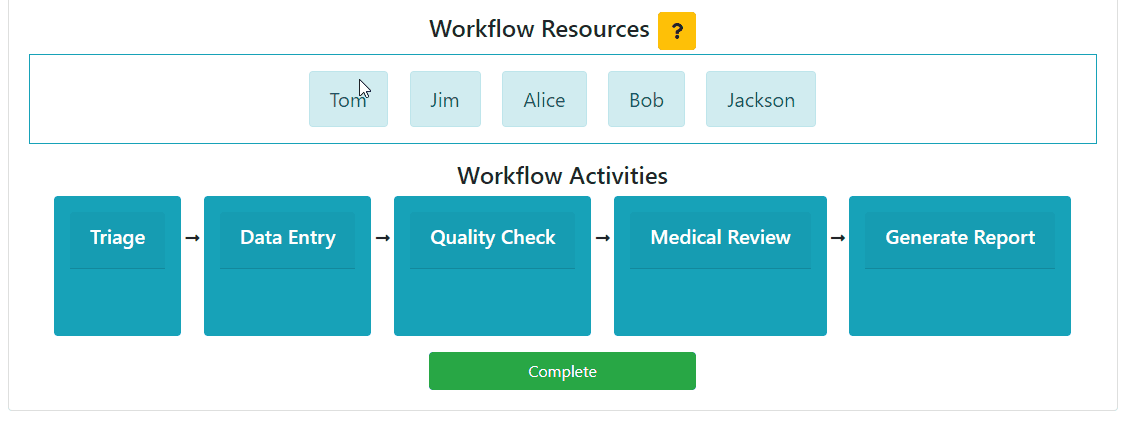 Workflow Resources ?
Tom Jim Alice Bob Jackson
Workflow Activities
Triage → Data Entry → Quality Check → Medical Review → Generate Report
Complete